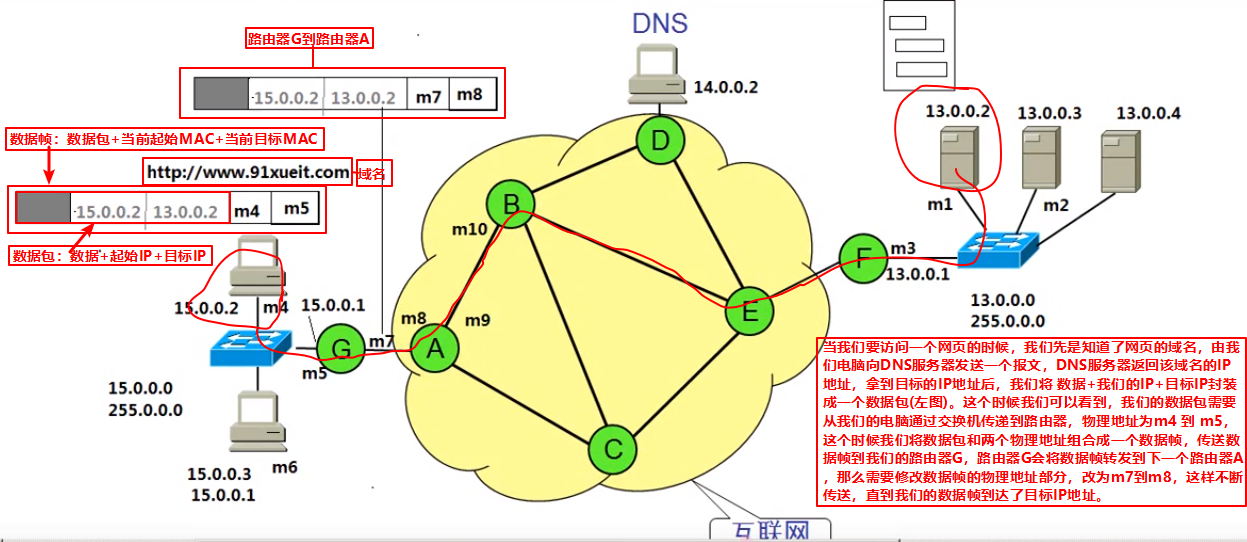 DNS
路由器G到路由器A
15.0.0.2 13.0.0.2 m7 m8
14.0.0.2
13.0.0.2 13.0.0.3 13.0.0.4
数据帧：数据包+当前起始MAC+当前目标MAC
http://www.91xueit.com 域名
15.0.0.2 13.0.0.2 m4 m5
数据包：数据+起始IP+目标IP
D
B
m10
m1 m2
F m3
13.0.0.1
15.0.0.2 m4 15.0.0.1
13.0.0.0
255.0.0.0
E
m8 m9
G m7 A
m5
15.0.0.0
255.0.0.0
C
15.0.0.3 m6
15.0.0.1
当我们要访问一个网页的时候，我们先是知道了网页的域名，由我
们电脑向DNS服务器发送一个报文，DNS服务器返回该域名的IP
地址，拿到目标的IP地址后，我们将 数据+我们的IP+目标IP封装
成一个数据包(左图)。这个时候我们可以看到，我们的数据包需要
从我们的电脑通过交换机传递到路由器，物理地址为m4 到 m5，
这个时候我们将数据包和两个物理地址组合成一个数据帧，传送数
据帧到我们的路由器G，路由器G会将数据帧转发到下一个路由器A
，那么需要修改数据帧的物理地址部分，改为m7到m8，这样不断
传送，直到我们的数据帧到达了目标IP地址。
互联网